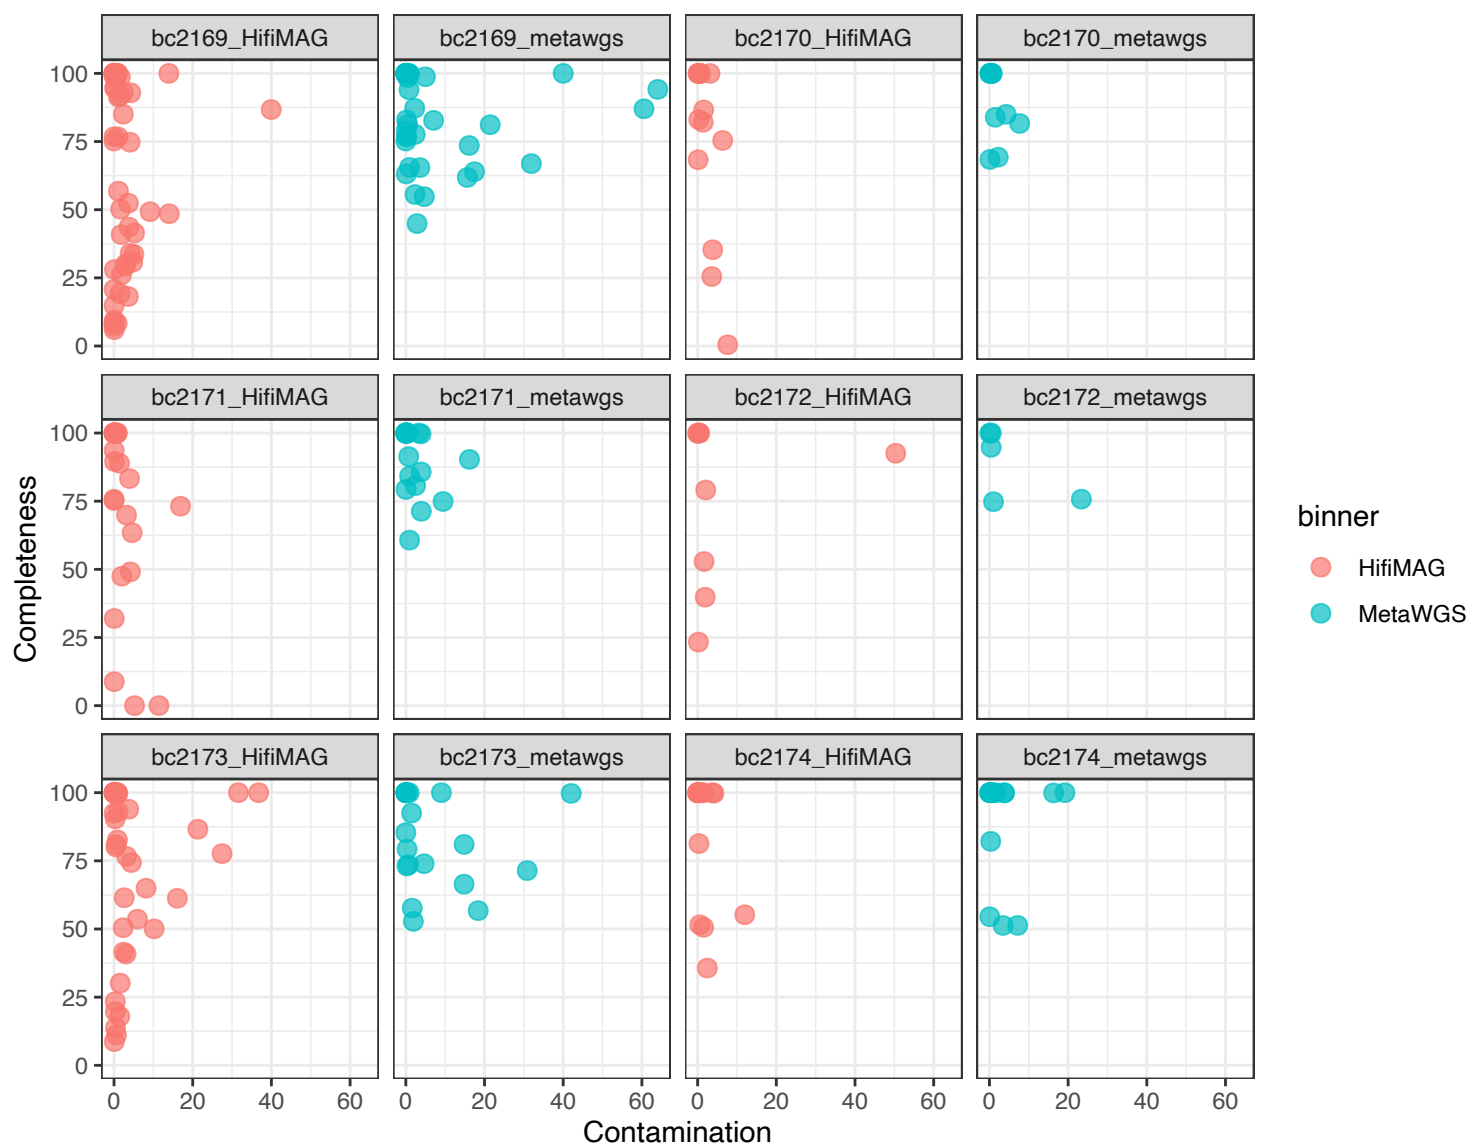 bc2169_HifiMAG
bc2169_metawgs
bc2170_HifiMAG
bc2170_metawgs
100
75
50
25
0
bc2171_HifiMAG
bc2171_metawgs
bc2172_HifiMAG
bc2172_metawgs
100
75
50
25
0
bc2173_HifiMAG
bc2173_metawgs
bc2174_HifiMAG
bc2174_metawgs
100
75
50
25
0
0 20 40 60
0 20 40 60
0 20 40 60
0 20 40 60
Contamination
Completeness
binner
HifiMAG
MetaWGS